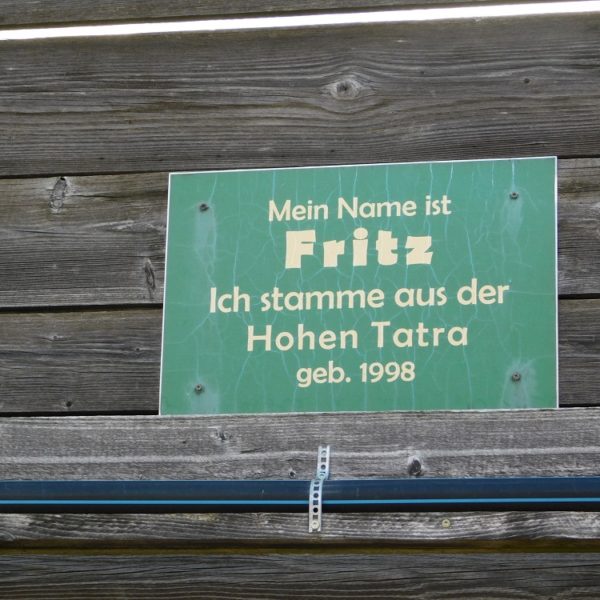 Mein Name ist
Fritz
Ich stamme aus der
Hohen Tatra
geb. 1998